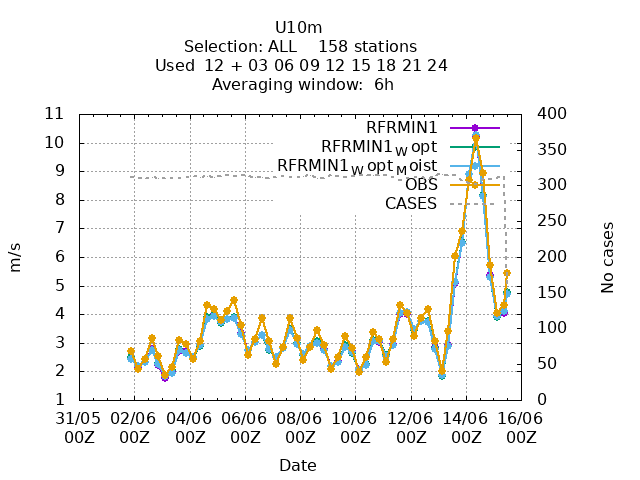 U10m
Selection: ALL    158 stations
Used  12 + 03 06 09 12 15 18 21 24
Averaging window:  6h
RFRMIN1
RFRMIN1_W opt
RFRMIN1_W opt_M oist
OBS
CASES
11
10
9
8
7
6
5
4
3
2
1
m/s
400
350
300
250
200
150
100
50
0
No cases
31/05 02/06 04/06 06/06 08/06 10/06 12/06 14/06 16/06
00Z 00Z 00Z 00Z 00Z 00Z 00Z 00Z 00Z
Date